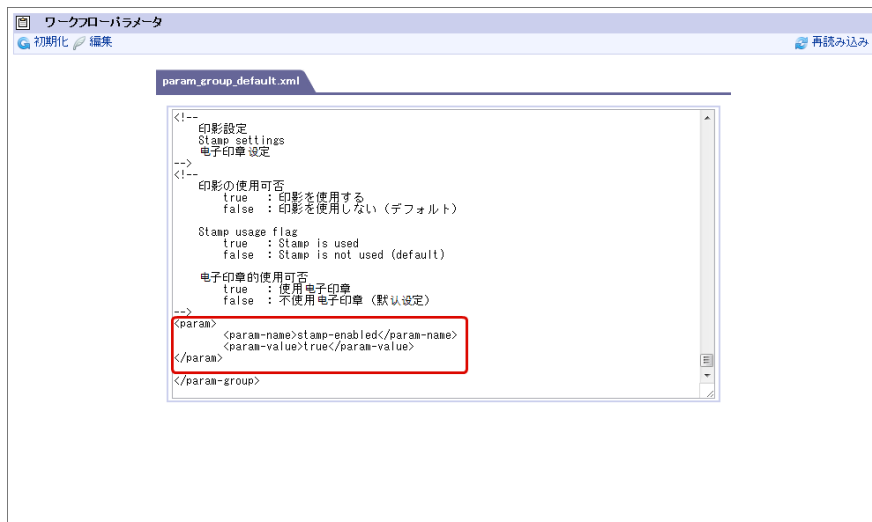 ワークフローパラメータ
初期化 編集 再読み込み
param_group_default.xml
<!--
印影設定
Stamp settings
电子印章设定
-->
<!--
印影の使用可否
true : 印影を使用する
false : 印影を使用しない（デフォルト）
Stamp usage flag
true : Stamp is used
false : Stamp is not used (default)
电子印章的使用可否
true : 使用电子印章
false : 不使用电子印章（默认设定）
-->
<param>
<param-name>stamp-enabled</param-name>
<param-value>true</param-value>
</param>
</param-group>